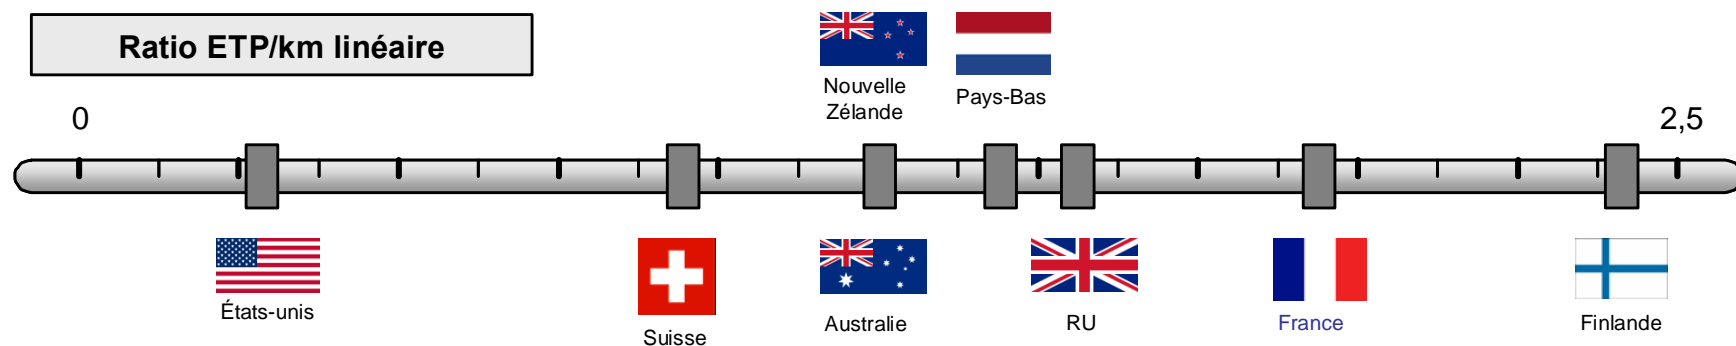 Ratio ETP/km linéaire
Nouvelle
Zélande
Pays-Bas
0
2,5
États-unis
Suisse
Australie
RU
France
Finlande